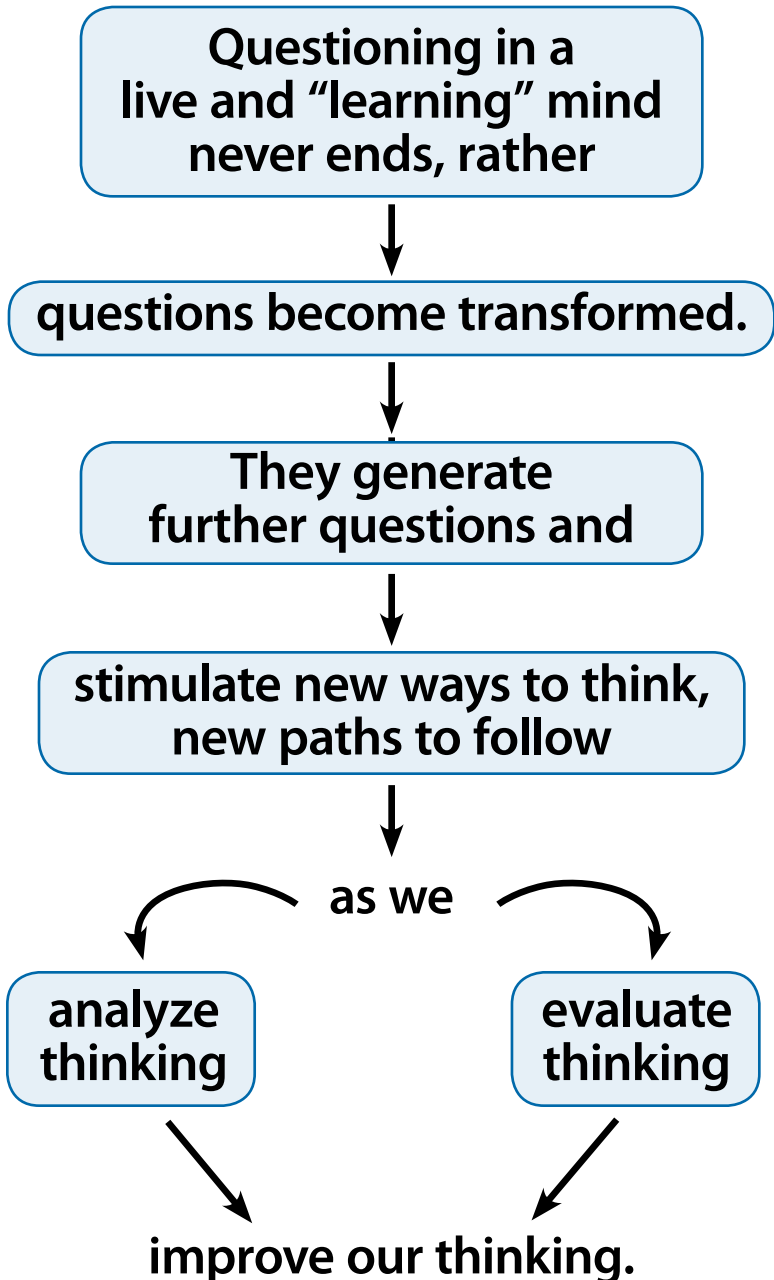 Questioning in a
live and “learning” mind
never ends, rather
questions become transformed.
They generate
further questions and
stimulate new ways to think,
new paths to follow
as we
analyze
thinking
evaluate
thinking
improve our thinking.